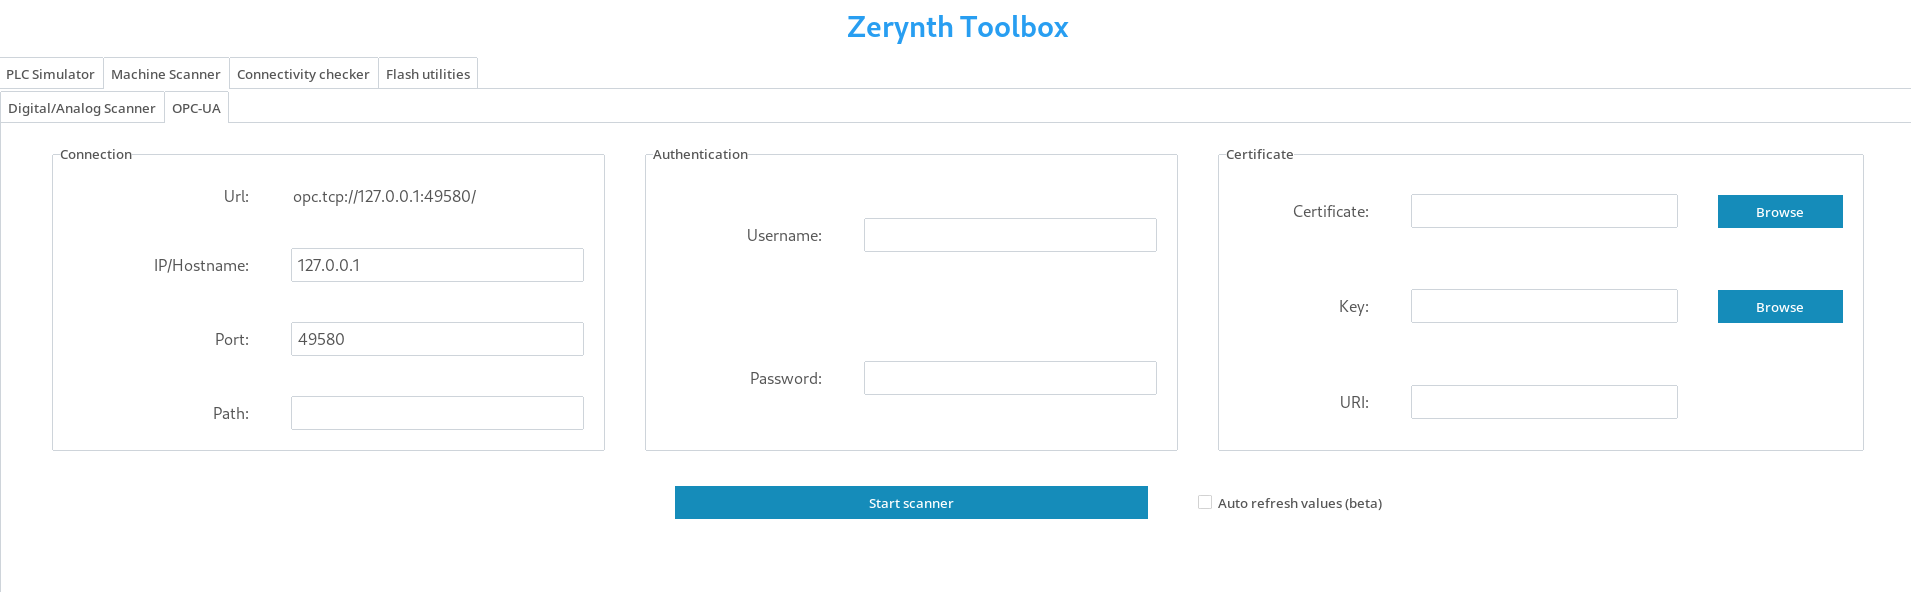 Zerynth Toolbox
PLC Simulator Machine Scanner Connectivity checker Flash utilities
Digital/Analog Scanner OPC-UA
Connection
Url: opc.tcp://127.0.0.1:49580/
IP/Hostname: 127.0.0.1
Port: 49580
Path:
Authentication
Username:
Password:
Certificate
Certificate: Browse
Key: Browse
URI:
Start scanner Auto refresh values (beta)